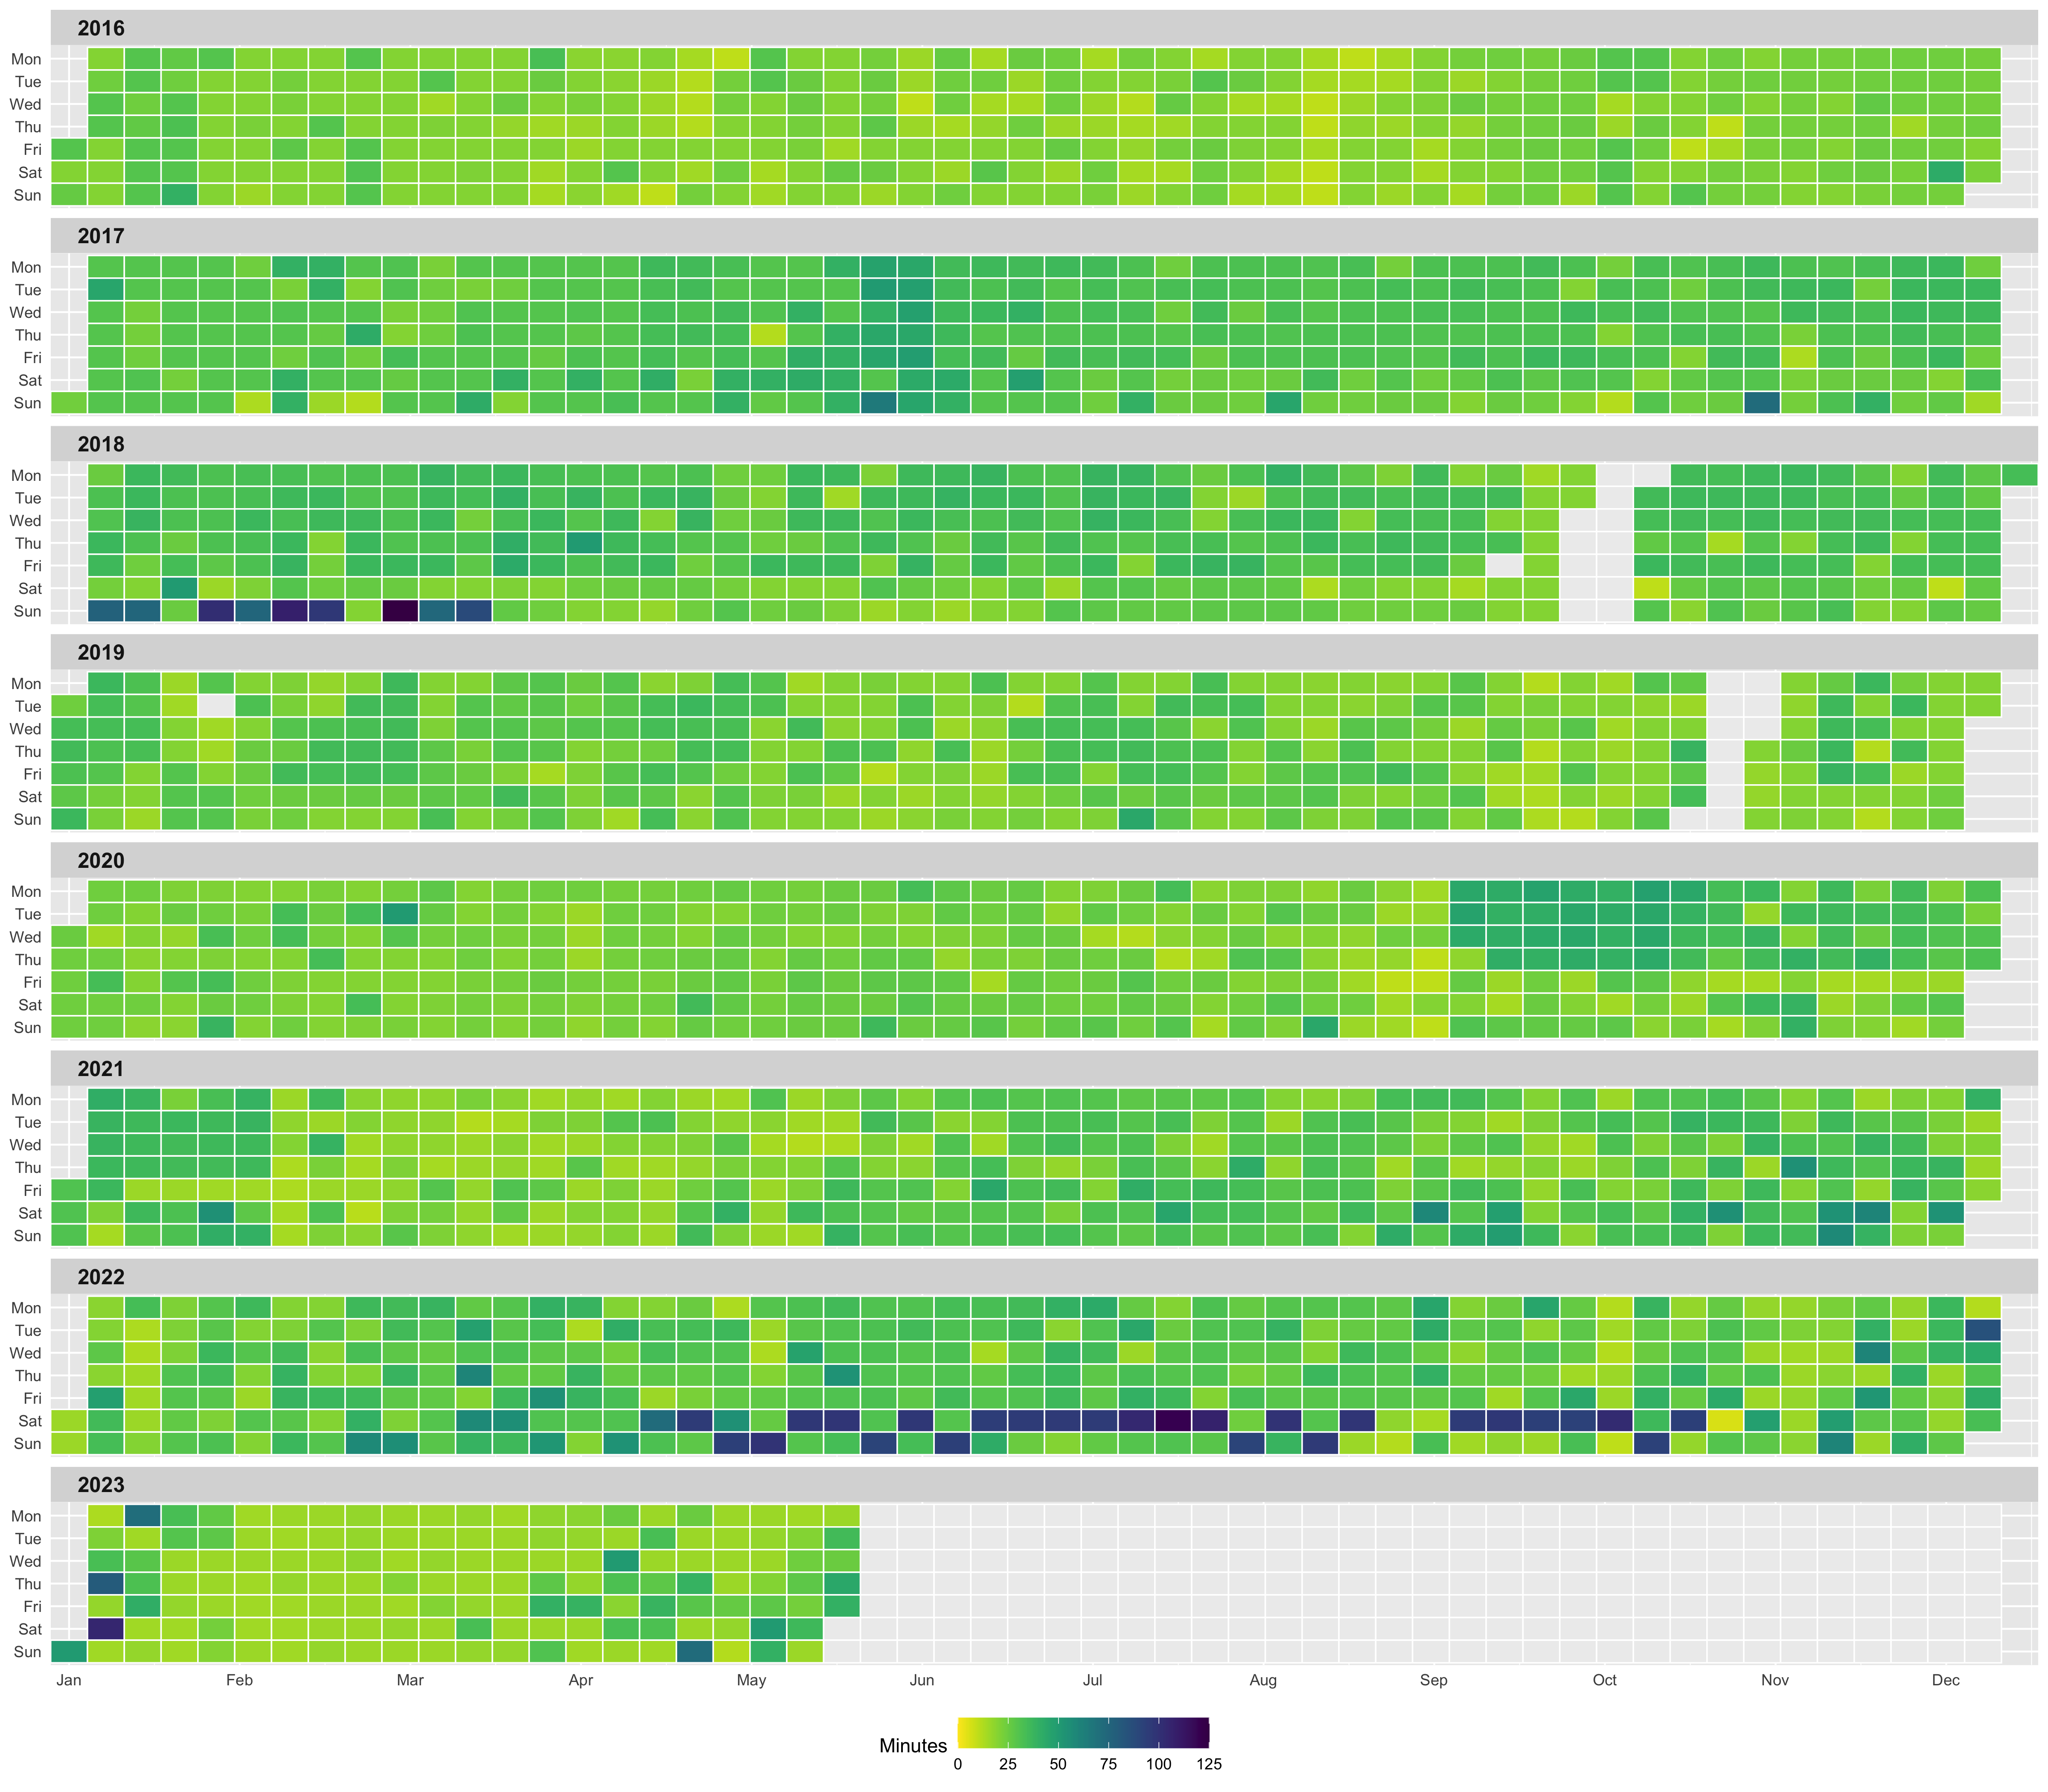 2016
Mon
Tue
Wed
Thu
Fri
Sat
Sun
2017
Mon
Tue
Wed
Thu
Fri
Sat
Sun
2018
Mon
Tue
Wed
Thu
Fri
Sat
Sun
2019
Mon
Tue
Wed
Thu
Fri
Sat
Sun
2020
Mon
Tue
Wed
Thu
Fri
Sat
Sun
2021
Mon
Tue
Wed
Thu
Fri
Sat
Sun
2022
Mon
Tue
Wed
Thu
Fri
Sat
Sun
2023
Mon
Tue
Wed
Thu
Fri
Sat
Sun
Jan Feb Mar Apr May Jun Jul Aug Sep Oct Nov Dec
Minutes
0 25 50 75 100 125